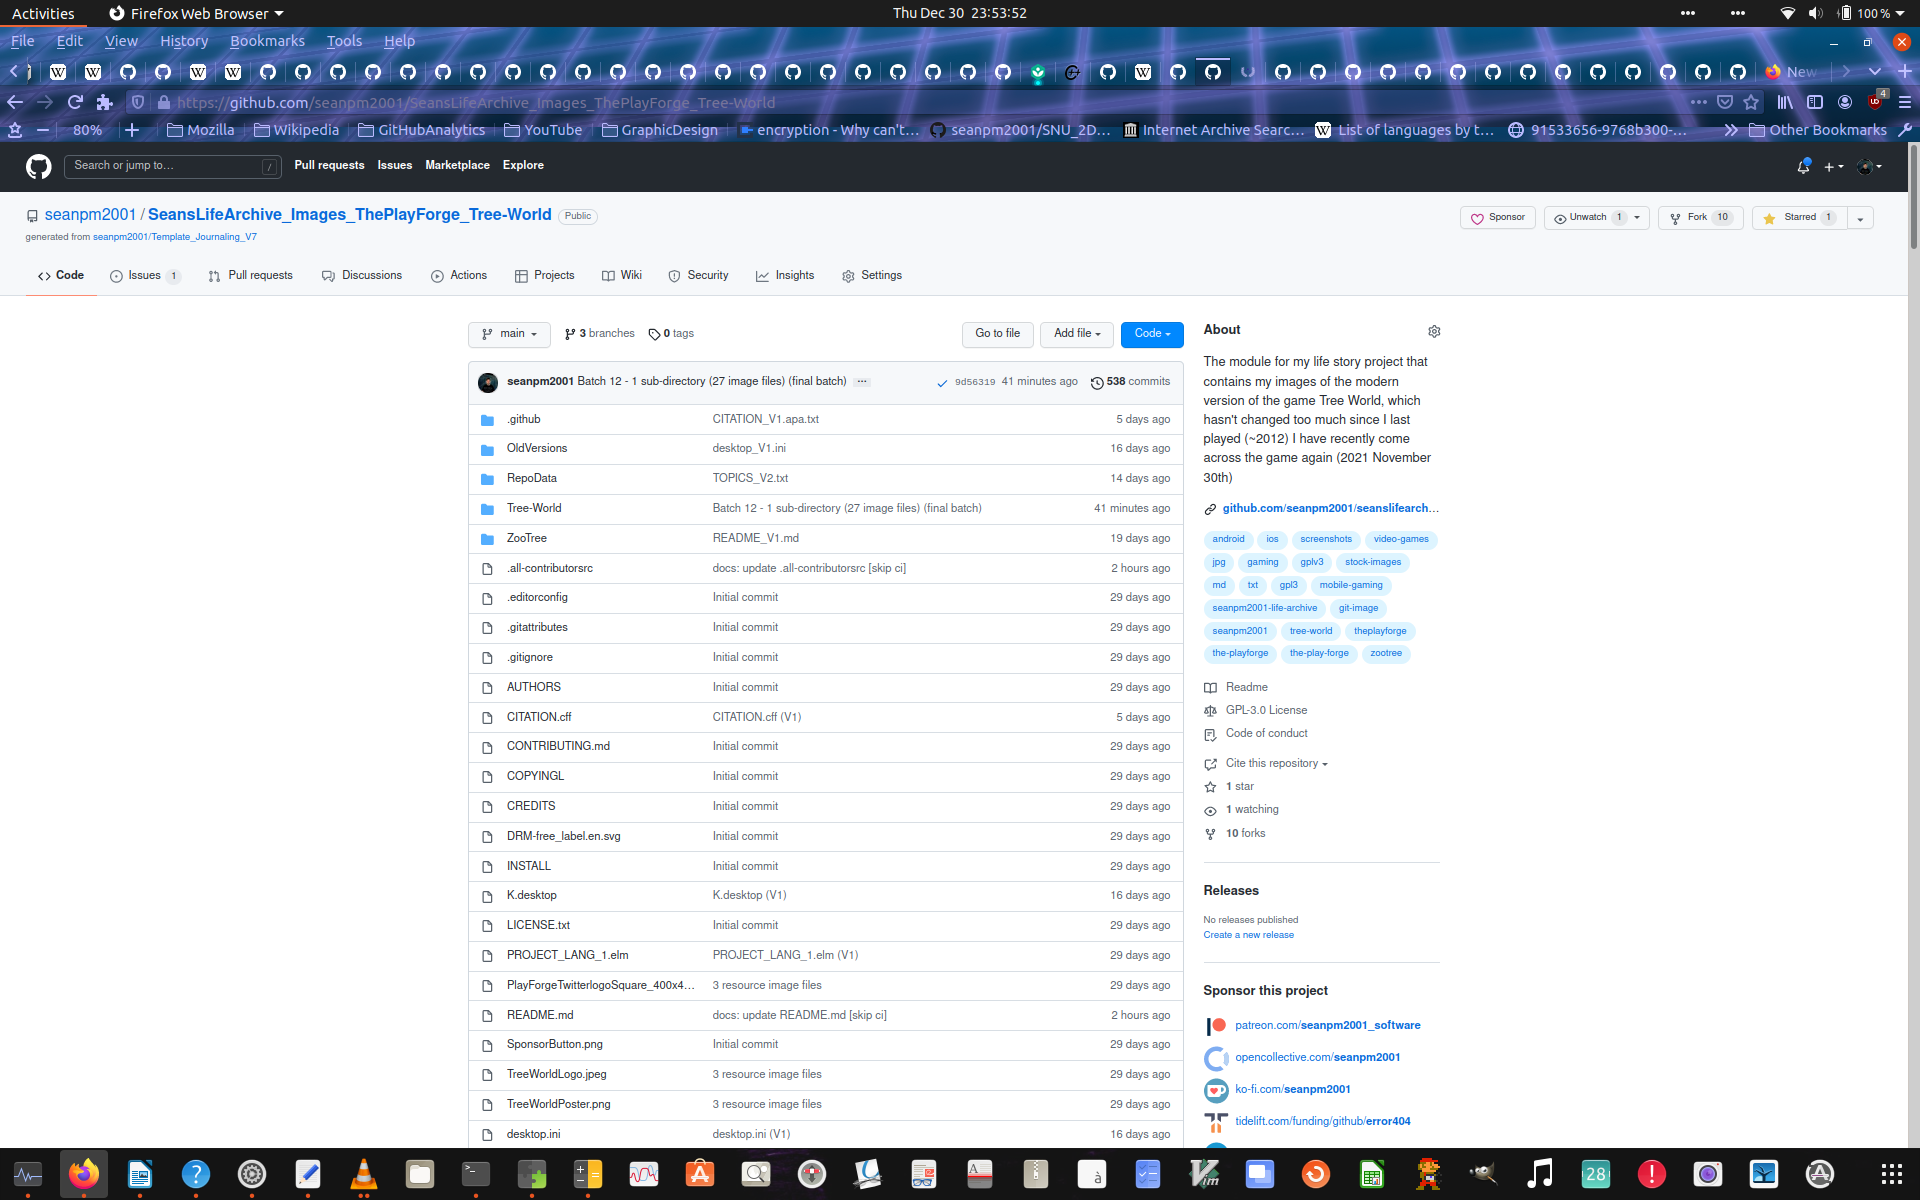 Activities Firefox Web Browser Thu Dec 30 23:53:52 100 %
File Edit View History Bookmarks Tools Help
New
https://github.com/seanpm2001/SeansLifeArchive_Images_ThePlayForge_Tree-World 4
80% Mozilla Wikipedia GitHubAnalytics YouTube GraphicDesign encryption - Why can't... seanpm2001/SNU_2D... Internet Archive Searc... List of languages by t... 91533656-9768b300-... Other Bookmarks
Search or jump to... / Pull requests Issues Marketplace Explore
seanpm2001 / SeansLifeArchive_Images_ThePlayForge_Tree-World Public Sponsor Unwatch 1 Fork 10 Starred 1
generated from seanpm2001/Template_Journaling_V7
Code Issues 1 Pull requests Discussions Actions Projects Wiki Security Insights Settings
main 3 branches 0 tags Go to file Add file Code
seanpm2001 Batch 12 - 1 sub-directory (27 image files) (final batch) ... 9d56319 41 minutes ago 538 commits
.github CITATION_V1.apa.txt 5 days ago
OldVersions desktop_V1.ini 16 days ago
RepoData TOPICS_V2.txt 14 days ago
Tree-World Batch 12 - 1 sub-directory (27 image files) (final batch) 41 minutes ago
ZooTree README_V1.md 19 days ago
.all-contributorsrc docs: update .all-contributorsrc [skip ci] 2 hours ago
.editorconfig Initial commit 29 days ago
.gitattributes Initial commit 29 days ago
.gitignore Initial commit 29 days ago
AUTHORS Initial commit 29 days ago
CITATION.cff CITATION.cff (V1) 5 days ago
CONTRIBUTING.md Initial commit 29 days ago
COPYINGL Initial commit 29 days ago
CREDITS Initial commit 29 days ago
DRM-free_label.en.svg Initial commit 29 days ago
INSTALL Initial commit 29 days ago
K.desktop K.desktop (V1) 16 days ago
LICENSE.txt Initial commit 29 days ago
PROJECT_LANG_1.elm PROJECT_LANG_1.elm (V1) 29 days ago
PlayForgeTwitterlogoSquare_400x4... 3 resource image files 29 days ago
README.md docs: update README.md [skip ci] 2 hours ago
SponsorButton.png Initial commit 29 days ago
TreeWorldLogo.jpeg 3 resource image files 29 days ago
TreeWorldPoster.png 3 resource image files 29 days ago
desktop.ini desktop.ini (V1) 16 days ago
About
The module for my life story project that
contains my images of the modern
version of the game Tree World, which
hasn't changed too much since I last
played (~2012) I have recently come
across the game again (2021 November
30th)
github.com/seanpm2001/seanslifearch...
android ios screenshots video-games
jpg gaming gplv3 stock-images
md txt gpl3 mobile-gaming
seanpm2001-life-archive git-image
seanpm2001 tree-world theplayforge
the-playforge the-play-forge zootree
Readme
GPL-3.0 License
Code of conduct
Cite this repository
1 star
1 watching
10 forks
Releases
No releases published
Create a new release
Sponsor this project
patreon.com/seanpm2001_software
opencollective.com/seanpm2001
ko-fi.com/seanpm2001
tidelift.com/funding/github/error404
28